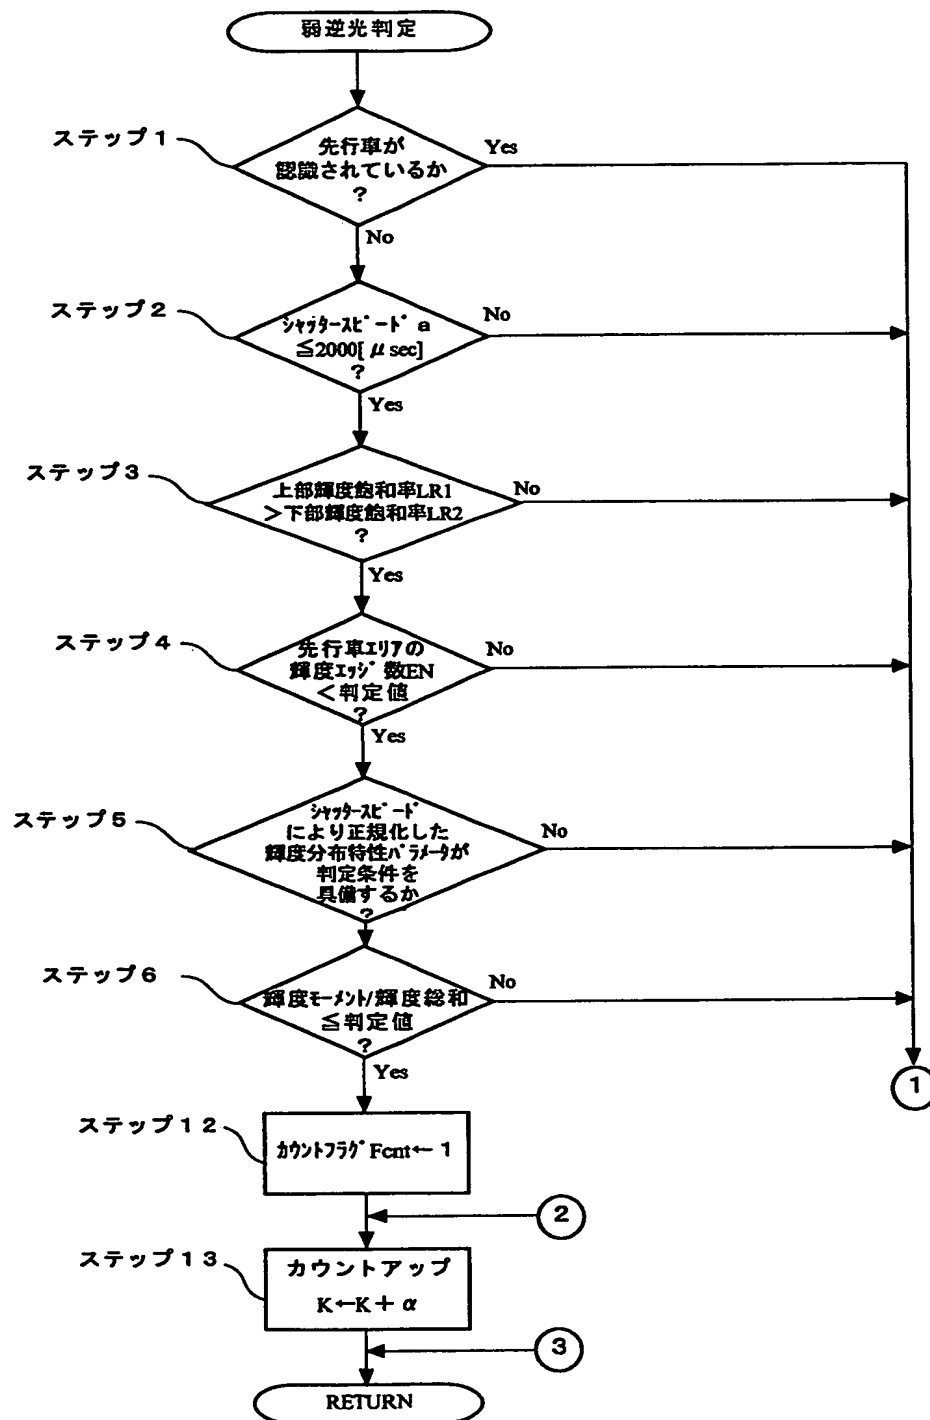 弱逆光判定
ステップ1
先行車が
認識されているか
?
Yes
No
ステップ2
シャッタースピード a
≦2000[μsec]
?
No
Yes
ステップ3
上部輝度飽和率LR1
>下部輝度飽和率LR2
?
No
Yes
ステップ4
先行車エリアの
輝度エッジ数EN
<判定値
?
No
Yes
ステップ5
シャッタースピード
により正規化した
輝度分布特性パラメータが
判定条件を
具備するか
?
No
ステップ6
輝度モーメント/輝度総和
≦判定値
?
No
Yes
1
ステップ12
カウントフラグFcnt←1
2
ステップ13
カウントアップ
K←K+α
3
RETURN